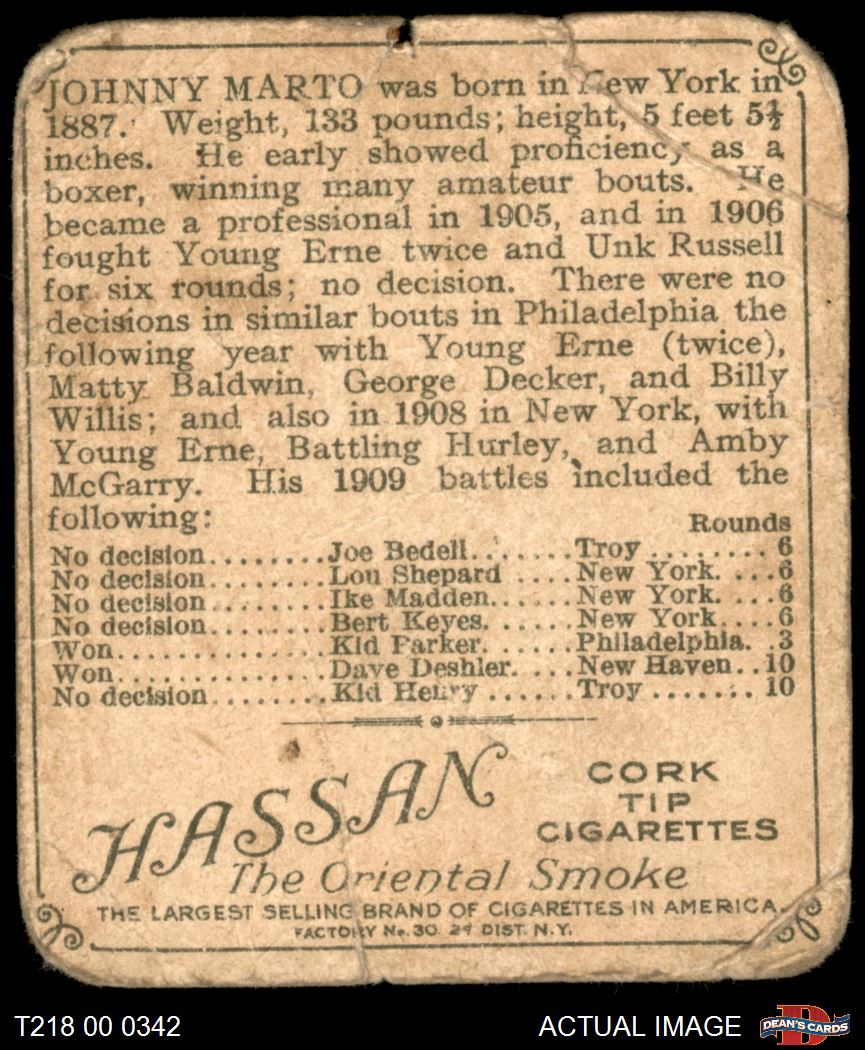 JOHNNY MARTO was born in New York in
1887. Weight, 133 pounds; height, 5 feet 5½
inches. He early showed proficiency as a
boxer, winning many amateur bouts. He
became a professional in 1905, and in 1906
fought Young Erne twice and Unk Russell
for six rounds; no decision. There were no
decisions in similar bouts in Philadelphia the
following year with Young Erne (twice),
Matty Baldwin, George Decker, and Billy
Willis; and also in 1908 in New York, with
Young Erne, Battling Hurley, and Amby
McGarry. His 1909 battles included the
following:
Rounds
No decision........Joe Bedell.......Troy........6
No decision........Lou Shepard....New York....6
No decision........Ike Madden......New York....6
No decision........Bert Keyes......New York....6
Won..............Kid Parker......Philadelphia..3
Won..............Dave Deshler....New Haven..10
No decision........Kid Henry......Troy.......10
HASSAN
CORK
TIP
CIGARETTES
The Oriental Smoke
THE LARGEST SELLING BRAND OF CIGARETTES IN AMERICA.
FACTORY No. 30 2d DIST. N.Y.
T218 00 0342
ACTUAL IMAGE
D
DEAN'S CARDS